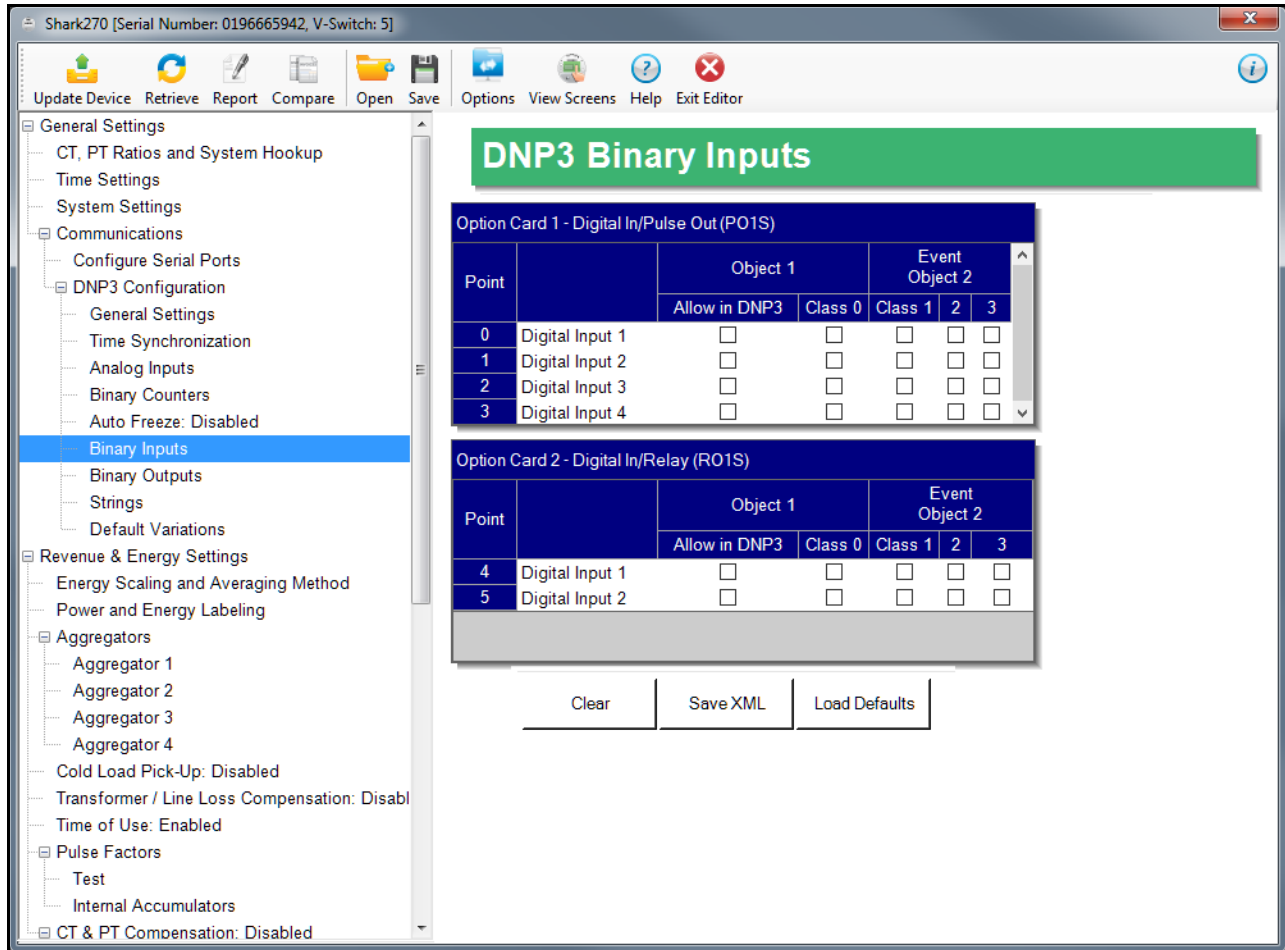 Shark270 [Serial Number: 0196665942, V-Switch: 5]
Update Device Retrieve Report Compare Open Save Options View Screens Help Exit Editor
General Settings
CT, PT Ratios and System Hookup
Time Settings
System Settings
Communications
Configure Serial Ports
DNP3 Configuration
General Settings
Time Synchronization
Analog Inputs
Binary Counters
Auto Freeze: Disabled
Binary Inputs
Binary Outputs
Strings
Default Variations
Revenue & Energy Settings
Energy Scaling and Averaging Method
Power and Energy Labeling
Aggregators
Aggregator 1
Aggregator 2
Aggregator 3
Aggregator 4
Cold Load Pick-Up: Disabled
Transformer / Line Loss Compensation: Disabl
Time of Use: Enabled
Pulse Factors
Test
Internal Accumulators
CT & PT Compensation: Disabled
DNP3 Binary Inputs
Option Card 1 - Digital In/Pulse Out (PO1S)
Point Object 1 Event Object 2
Allow in DNP3 Class 0 Class 1 2 3
0 Digital Input 1
1 Digital Input 2
2 Digital Input 3
3 Digital Input 4
Option Card 2 - Digital In/Relay (RO1S)
Point Object 1 Event Object 2
Allow in DNP3 Class 0 Class 1 2 3
4 Digital Input 1
5 Digital Input 2
Clear Save XML Load Defaults